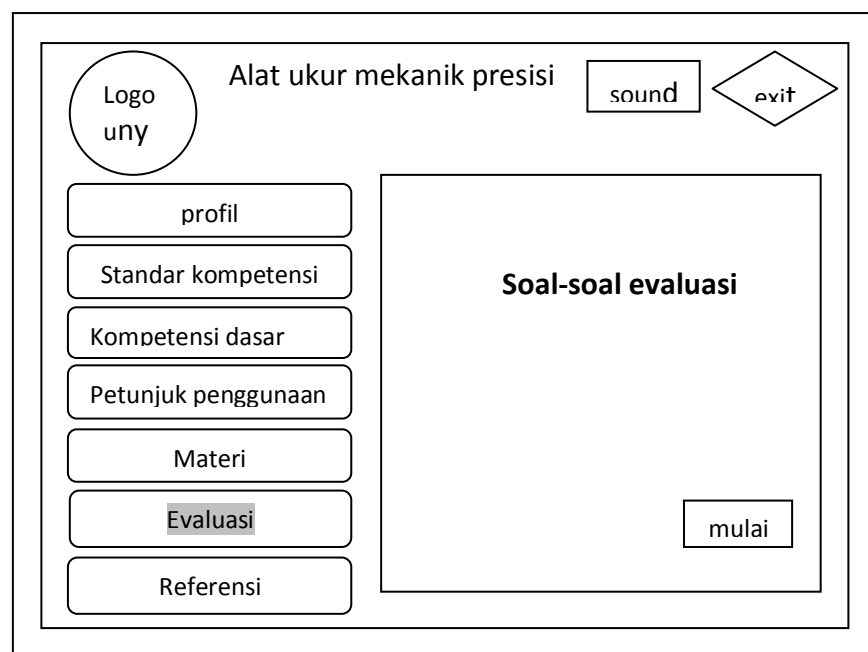 Logo
uny
Alat ukur mekanik presisi
sound
exit
profil
Standar kompetensi
Kompetensi dasar
Petunjuk penggunaan
Materi
Evaluasi
Referensi
Soal-soal evaluasi
mulai